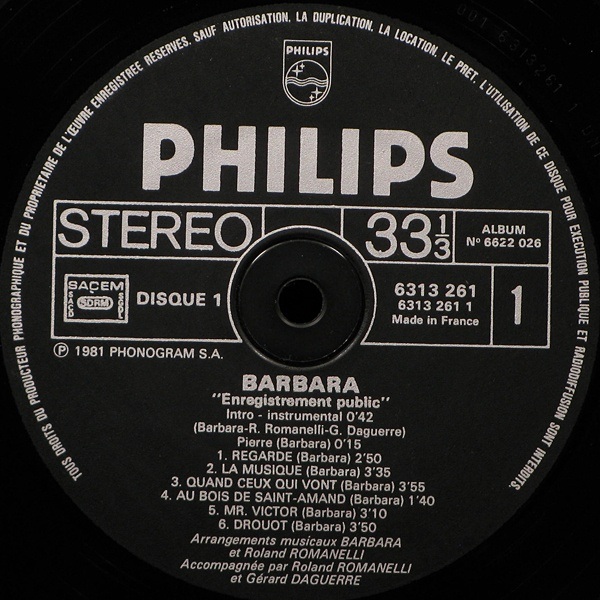 TOUS DROITS DU PRODUCTEUR PHONOGRAPHIQUE ET DU PROPRIETAIRE DE L'ŒUVRE ENREGISTREE RESERVES. SAUF AUTORISATION, LA DUPLICATION, LA LOCATION, LE PRET, L'UTILISATION DE CE DISQUE POUR EXECUTION PUBLIQUE ET RADIODIFFUSION SONT INTERDITS.
PHILIPS
PHILIPS
STEREO
33 1/3
ALBUM
N° 6622 026
SACEM
SACD SDRM SGDL
DISQUE 1
6313 261
6313 261 1
Made in France
1
℗ 1981 PHONOGRAM S.A.
BARBARA
"Enregistrement public"
Intro - instrumental 0'42
(Barbara-R. Romanelli-G. Daguerre)
Pierre (Barbara) 0'15
1. REGARDE (Barbara) 2'50
2. LA MUSIQUE (Barbara) 3'35
3. QUAND CEUX QUI VONT (Barbara) 3'55
4. AU BOIS DE SAINT-AMAND (Barbara) 1'40
5. MR. VICTOR (Barbara) 3'10
6. DROUOT (Barbara) 3'50
Arrangements musicaux BARBARA
et Roland ROMANELLI
Accompagnée par Roland ROMANELLI
et Gérard DAGUERRE